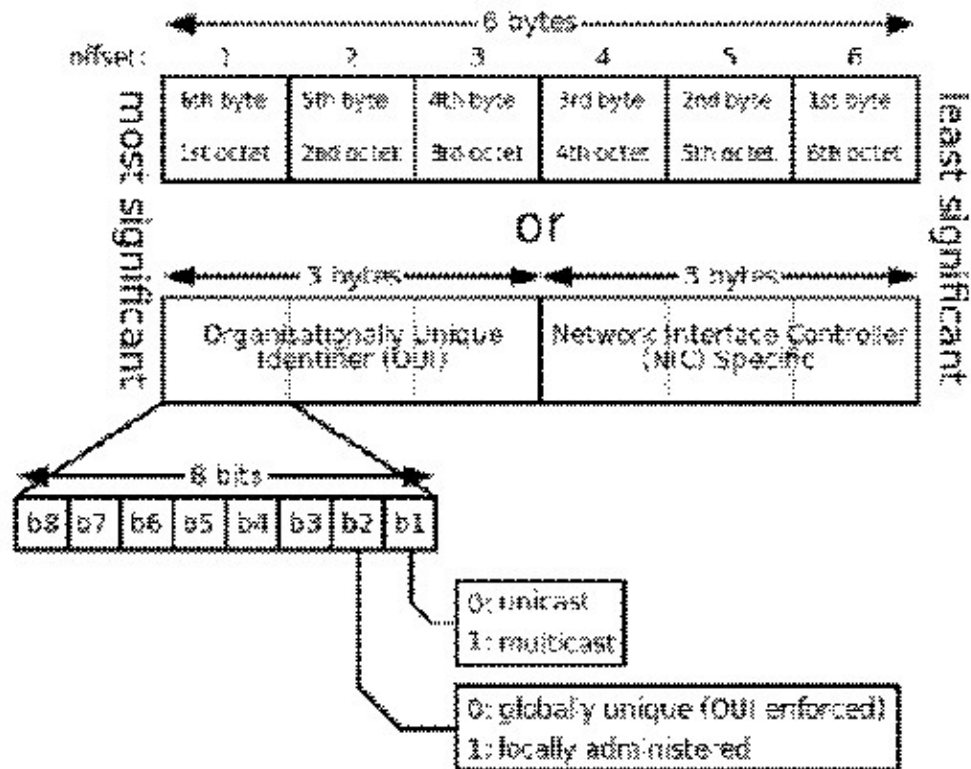 6 bytes
offset: 1 2 3 4 5 6
most significant
6th byte 5th byte 4th byte 3rd byte 2nd byte 1st byte
1st octet 2nd octet 3rd octet 4th octet 5th octet 6th octet
least significant
or
3 bytes 3 bytes
Organisationally Unique
Identifier (OUI)
Network Interface Controller
(NIC) Specific
8 bits
b8 b7 b6 b5 b4 b3 b2 b1
0: unicast
1: multicast
0: globally unique (OUI enforced)
1: locally administered